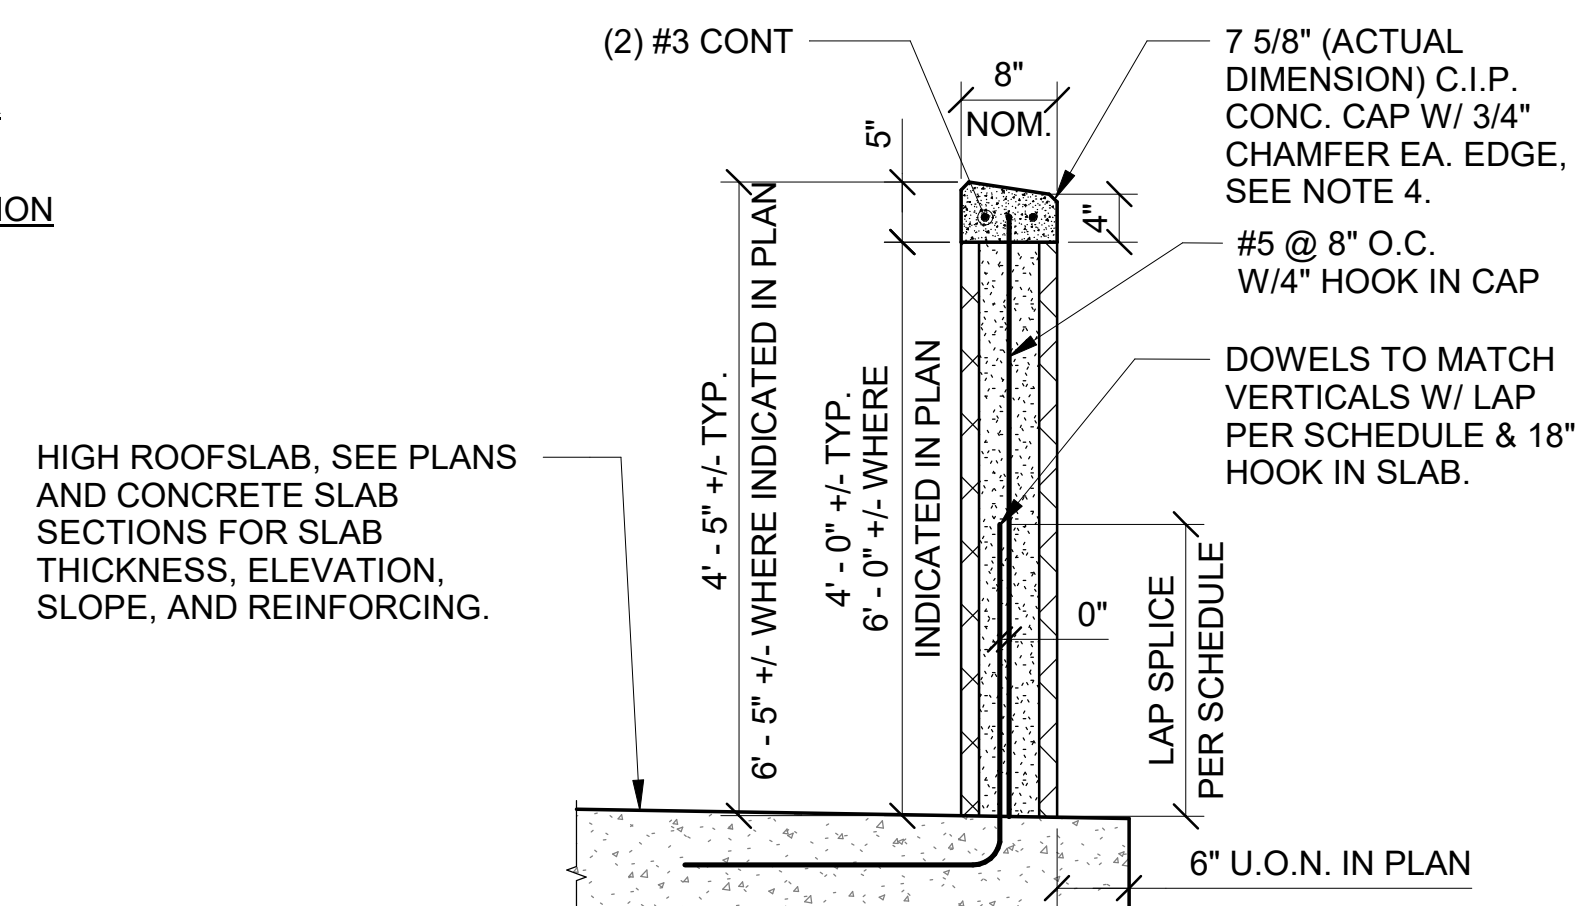 ION
(2) #3 CONT
8"
NOM.
5"
4"
7 5/8" (ACTUAL
DIMENSION) C.I.P.
CONC. CAP W/ 3/4"
CHAMFER EA. EDGE,
SEE NOTE 4.
#5 @ 8" O.C.
W/4" HOOK IN CAP
DOWELS TO MATCH
VERTICALS W/ LAP
PER SCHEDULE & 18"
HOOK IN SLAB.
HIGH ROOFSLAB, SEE PLANS
AND CONCRETE SLAB
SECTIONS FOR SLAB
THICKNESS, ELEVATION,
SLOPE, AND REINFORCING.
4' - 5" +/- TYP.
6' - 5" +/- WHERE INDICATED IN PLAN
4' - 0" +/- TYP.
6' - 0" +/- WHERE
INDICATED IN PLAN
0"
LAP SPLICE
PER SCHEDULE
6" U.O.N. IN PLAN